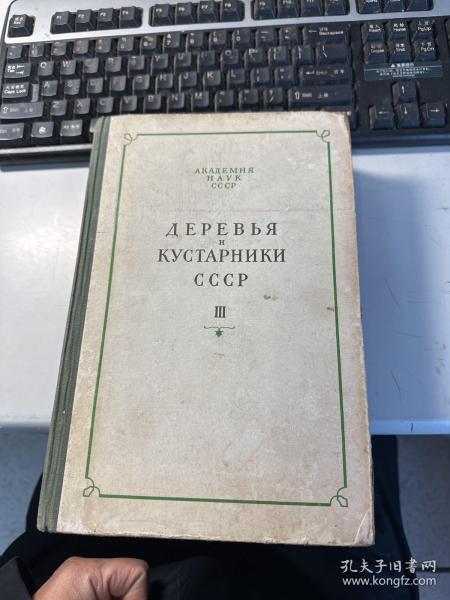 АКАДЕМИЯ
НАУК
СССР
ДЕРЕВЬЯ
и
КУСТАРНИКИ
СССР
III
孔夫子旧书网
www.kongfz.com